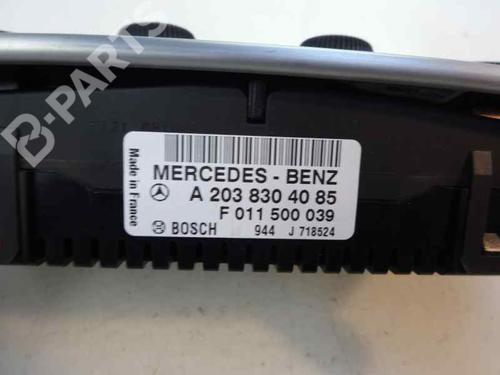 MERCEDES - BENZ
A 203 830 40 85
F 011 500 039
BOSCH 944 J 718524
Made in France
B-PARTS